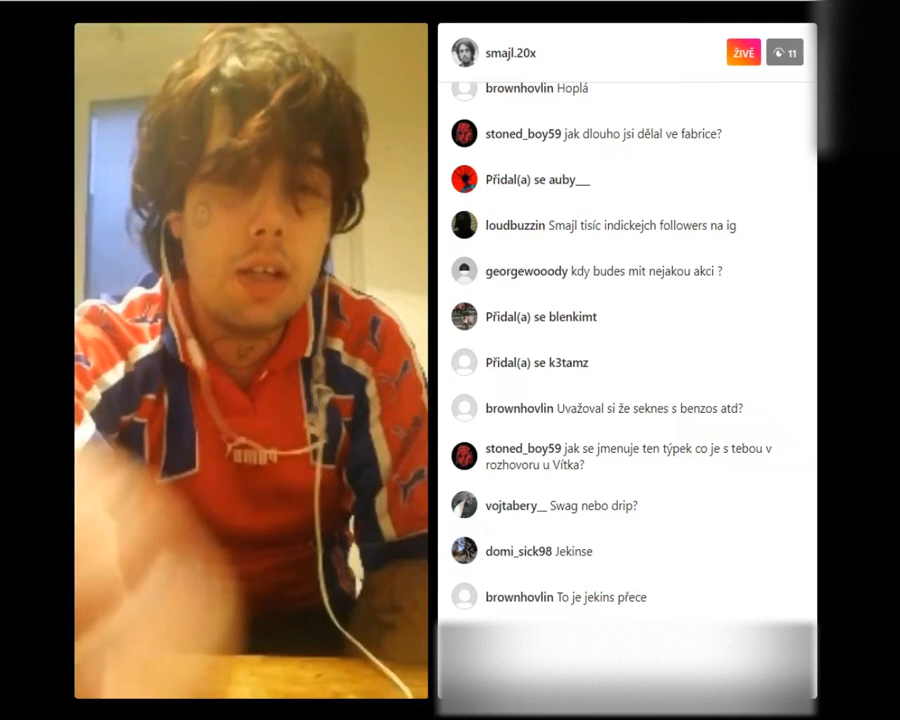 smajl.20x
ŽIVĚ
11
brownhovlin Hoplá
stoned_boy59 jak dlouho jsi dělal ve fabrice?
Přidal(a) se auby___
loudbuzzin Smajl tisíc indickejch followers na ig
georgewooody kdy budes mit nejakou akci ?
Přidal(a) se blenkimt
Přidal(a) se k3tamz
brownhovlin Uvažoval si že seknes s benzos atd?
stoned_boy59 jak se jmenuje ten týpek co je s tebou v
rozhovoru u Vítka?
vojtabery__ Swag nebo drip?
domi_sick98 Jekinse
brownhovlin To je jekins přece